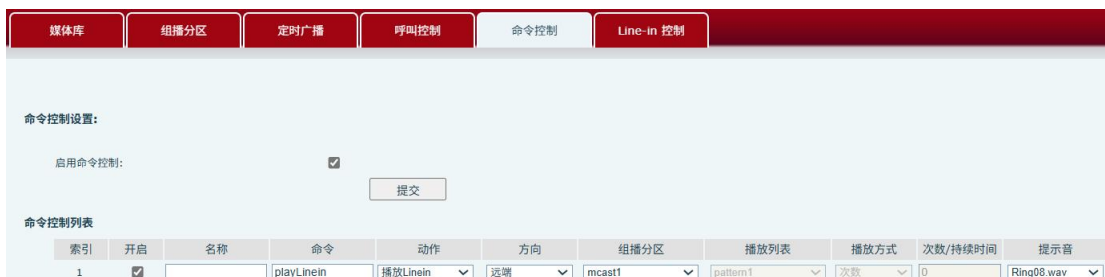 媒体库 组播分区 定时广播 呼叫控制 命令控制 Line-in 控制
命令控制设置:
启用命令控制:
提交
命令控制列表
索引 开启 名称 命令 动作 方向 组播分区 播放列表 播放方式 次数/持续时间 提示音
1 playLinein 播放Linein 远端 mcast1 pattern1 次数 0 Ring08.wav